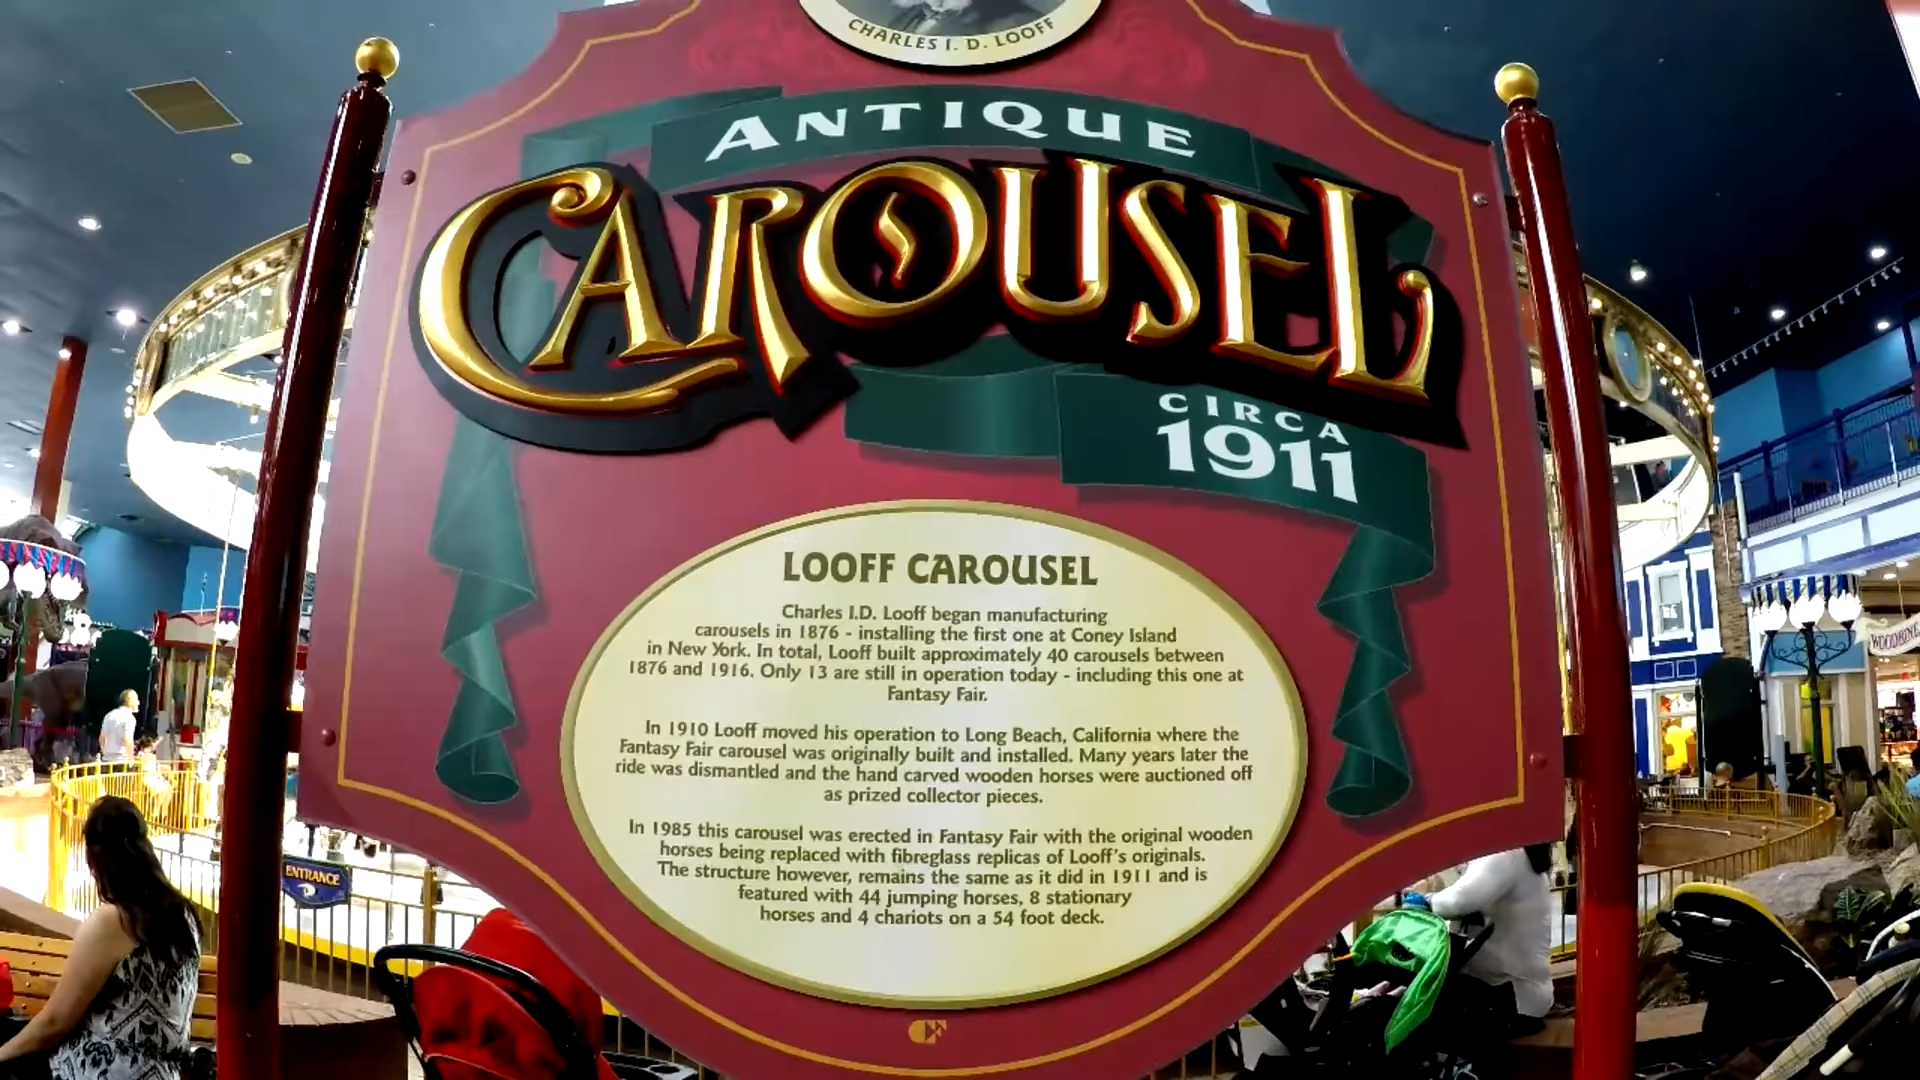 CHARLES I. D. LOOFF
ANTIQUE
CAROUSEL
CIRCA
1911
LOOFF CAROUSEL
Charles I.D. Looff began manufacturing
carousels in 1876 - installing the first one at Coney Island
in New York. In total, Looff built approximately 40 carousels between
1876 and 1916. Only 13 are still in operation today - including this one at
Fantasy Fair.
In 1910 Looff moved his operation to Long Beach, California where the
Fantasy Fair carousel was originally built and installed. Many years later the
ride was dismantled and the hand carved wooden horses were auctioned off
as prized collector pieces.
In 1985 this carousel was erected in Fantasy Fair with the original wooden
horses being replaced with fibreglass replicas of Looff's originals.
The structure however, remains the same as it did in 1911 and is
featured with 44 jumping horses, 8 stationary
horses and 4 chariots on a 54 foot deck.
ENTRANCE
WOODBINE